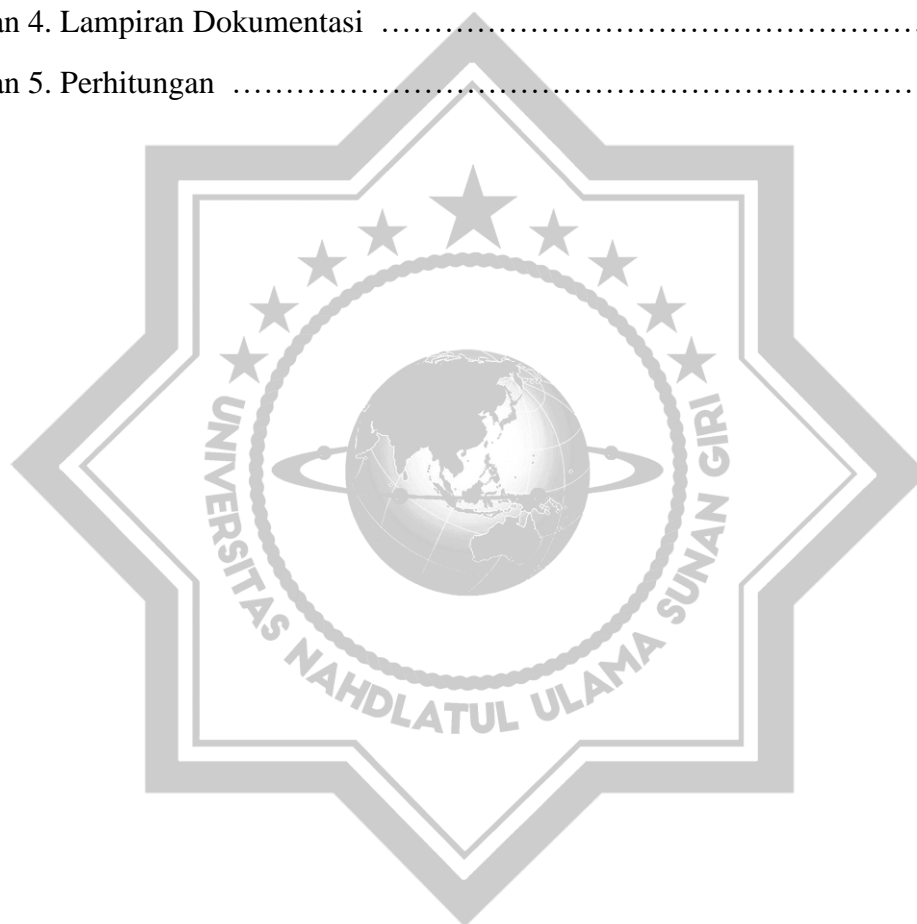 an 4. Lampiran Dokumentasi ……………………………………………
an 5. Perhitungan ………………………………………………………
UNIVERSITAS NAHDLATUL ULAMA SUNAN GIRI